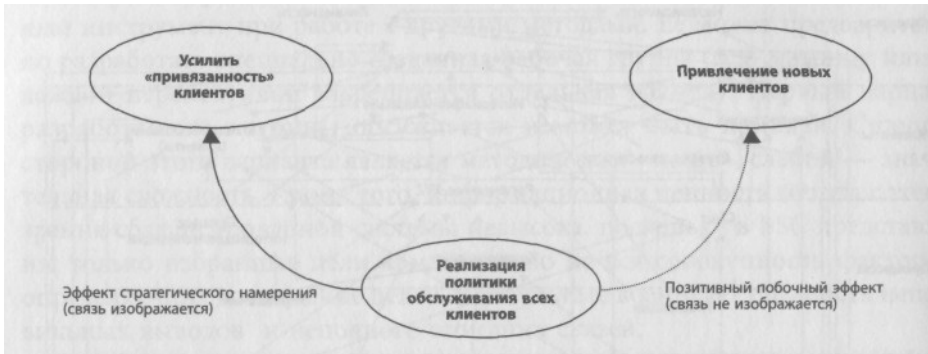 Усилить
«привязанность»
клиентов
Привлечение новых
клиентов
Реализация
политики
обслуживания всех
клиентов
Эффект стратегического намерения
(связь изображается)
Позитивный побочный эффект
(связь не изображается)